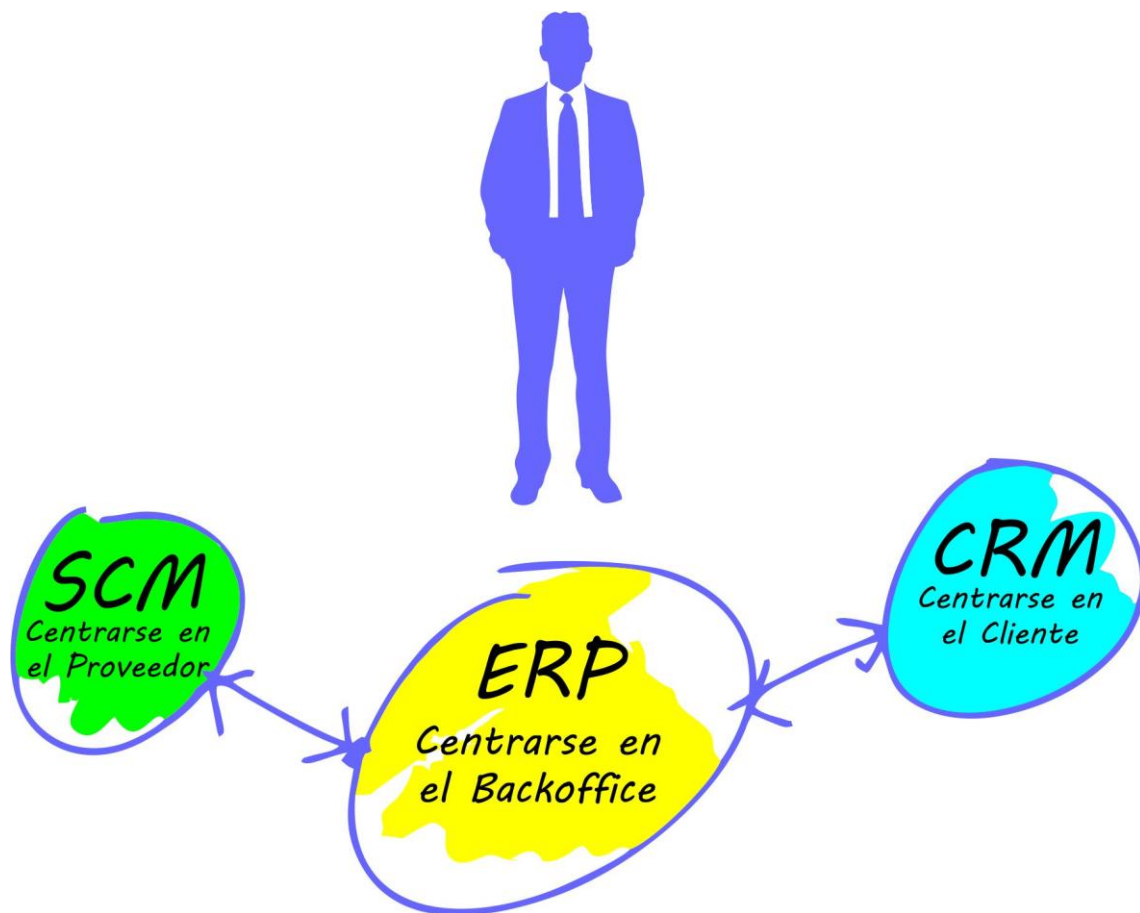 SCM
Centrarse en
el Proveedor
ERP
Centrarse en
el Backoffice
CRM
Centrarse en
el Cliente